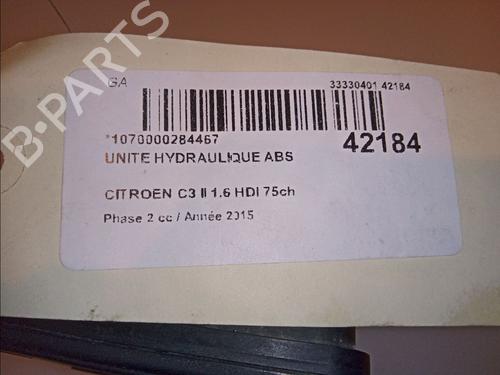 B-PARTS
GA
33330401 42184
*1070000284467
42184
UNITE HYDRAULIQUE ABS
CITROEN C3 II 1.6 HDI 75ch
Phase 2 cc / Année 2015